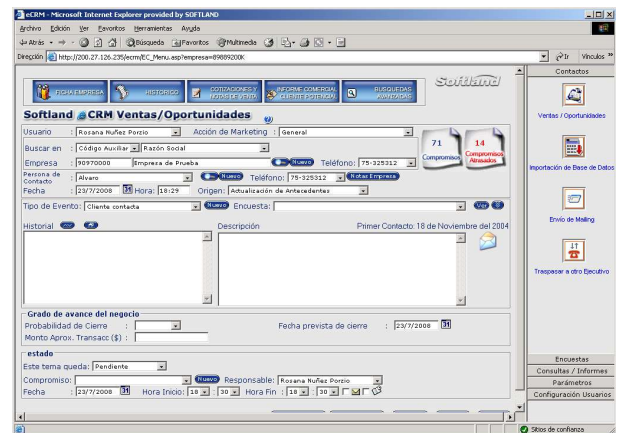 eCRM - Microsoft Internet Explorer provided by SOFTLAND
Archivo Edición Ver Favoritos Herramientas Ayuda
Atrás Búsqueda Favoritos Multimedia
Dirección http://200.27.126.235/ecrm/EC_Menu.asp?empresa=89889200K Ir Vínculos »
FICHA EMPRESA HISTORICO COTIZACIONES Y NOTAS DE VENTA INFORME COMERCIAL CLIENTE POTENCIAL BUSQUEDAS AVANZADAS Softland
Softland CRM Ventas/Oportunidades
Usuario : Rosana Nuñez Porzio Acción de Marketing : General
Buscar en : Código Auxiliar Razón Social
Empresa : 90970000 Empresa de Prueba Nuevo Teléfono: 75-325312
71 Compromisos 14 Compromisos Atrasados
Persona de Contacto : Alvaro Nuevo Teléfono: 75-325312 Notas Empresa
Fecha : 23/7/2008 31 Hora: 18:29 Origen: Actualización de Antecedentes
Tipo de Evento: Cliente contacta Nuevo Encuesta: Ver
Historial Descripción Primer Contacto: 18 de Noviembre del 2004
Grado de avance del negocio
Probabilidad de Cierre : Fecha prevista de cierre : 23/7/2008 31
Monto Aprox. Transacc ($) :
estado
Este tema queda: Pendiente
Compromiso: Nuevo Responsable: Rosana Nuñez Porzio
Fecha : 23/7/2008 31 Hora Inicio: 18 : 30 Hora Fin : 18 : 30
Contactos
Ventas / Oportunidades
Importación de Base de Datos
Envío de Mailing
Traspasar a otro Ejecutivo
Encuestas
Consultas / Informes
Parámetros
Configuración Usuarios
Sitios de confianza